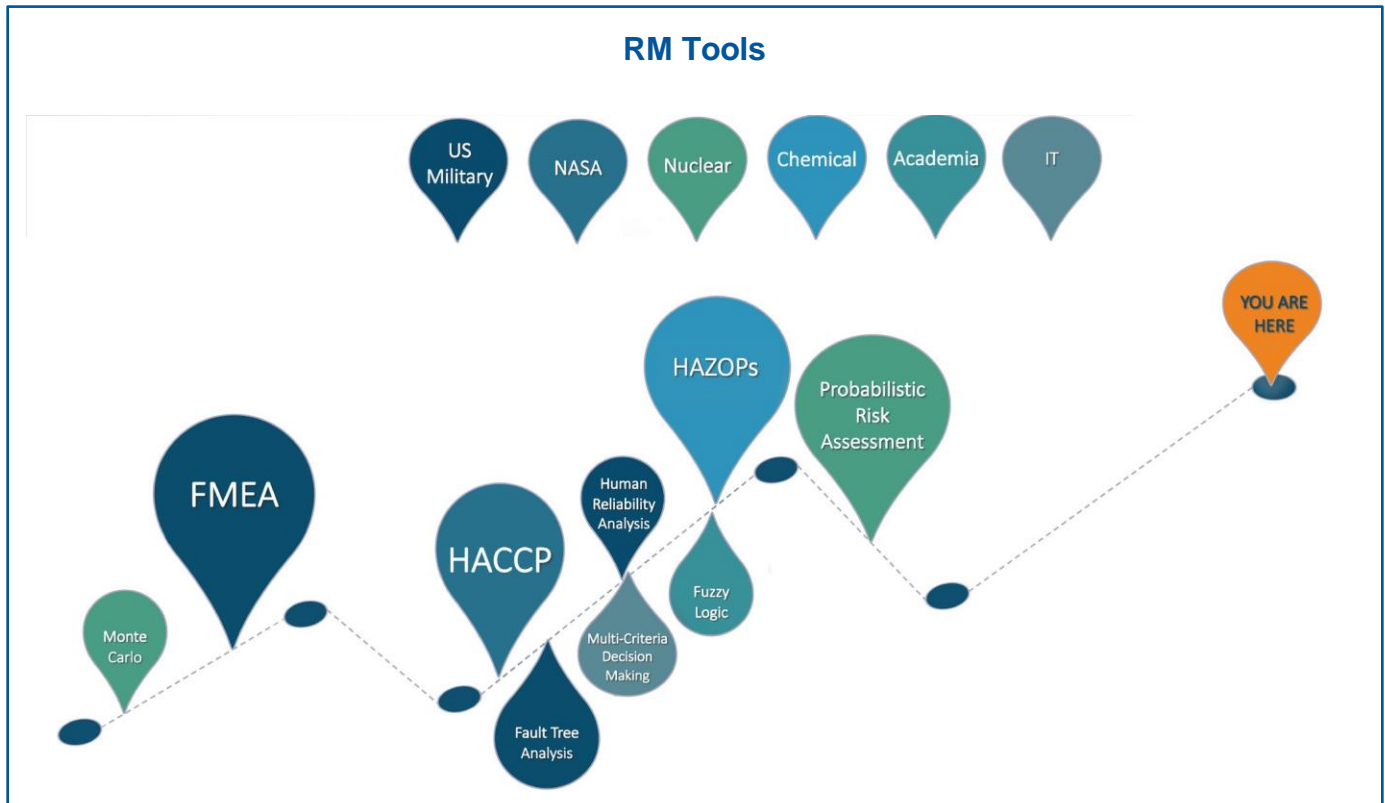 RM Tools
US
Military
NASA
Nuclear
Chemical
Academia
IT
YOU ARE
HERE
HAZOPs
Probabilistic
Risk
Assessment
FMEA
Human
Reliability
Analysis
HACCP
Fuzzy
Logic
Monte
Carlo
Multi-Criteria
Decision
Making
Fault Tree
Analysis